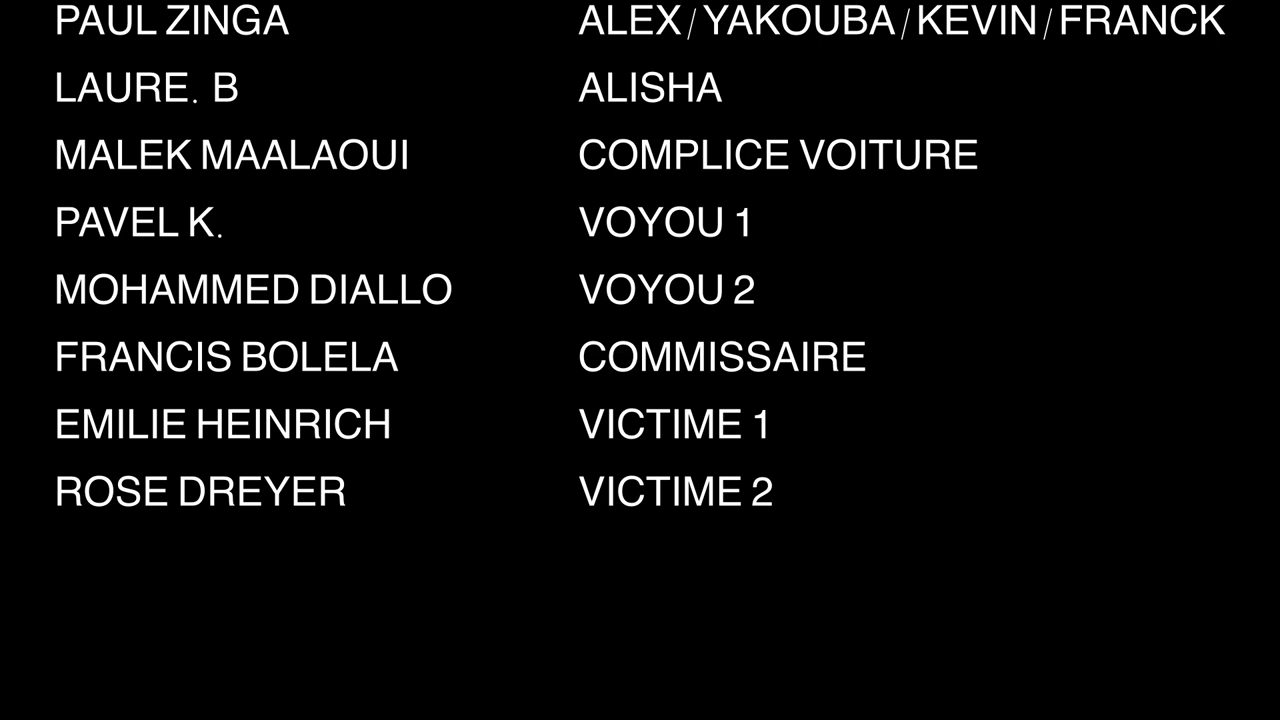 PAUL ZINGA ALEX / YAKOUBA / KEVIN / FRANCK
LAURE. B ALISHA
MALEK MAALAOUI COMPLICE VOITURE
PAVEL K. VOYOU 1
MOHAMMED DIALLO VOYOU 2
FRANCIS BOLELA COMMISSAIRE
EMILIE HEINRICH VICTIME 1
ROSE DREYER VICTIME 2